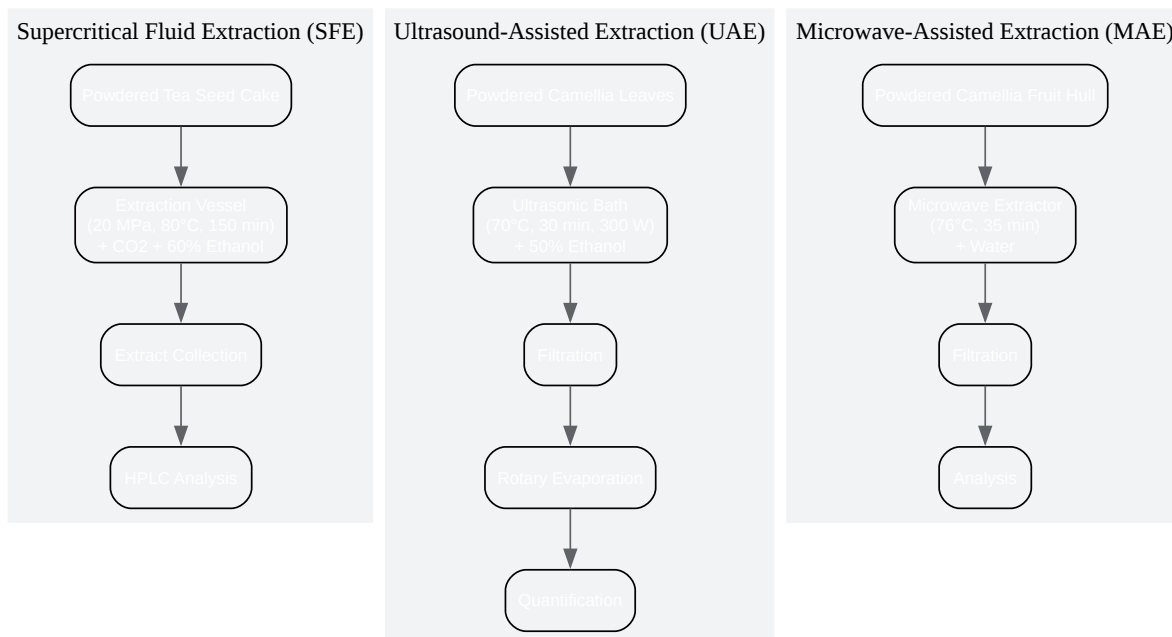 Supercritical Fluid Extraction (SFE)
Powdered Tea Seed Cake
Extraction Vessel
(20 MPa, 80°C, 150 min)
+ CO2 + 60% Ethanol
Extract Collection
HPLC Analysis
Ultrasound-Assisted Extraction (UAE)
Powdered Camellia Leaves
Ultrasonic Bath
(70°C, 30 min, 300 W)
+ 50% Ethanol
Filtration
Rotary Evaporation
Quantification
Microwave-Assisted Extraction (MAE)
Powdered Camellia Fruit Hull
Microwave Extractor
(76°C, 35 min)
+ Water
Filtration
Analysis